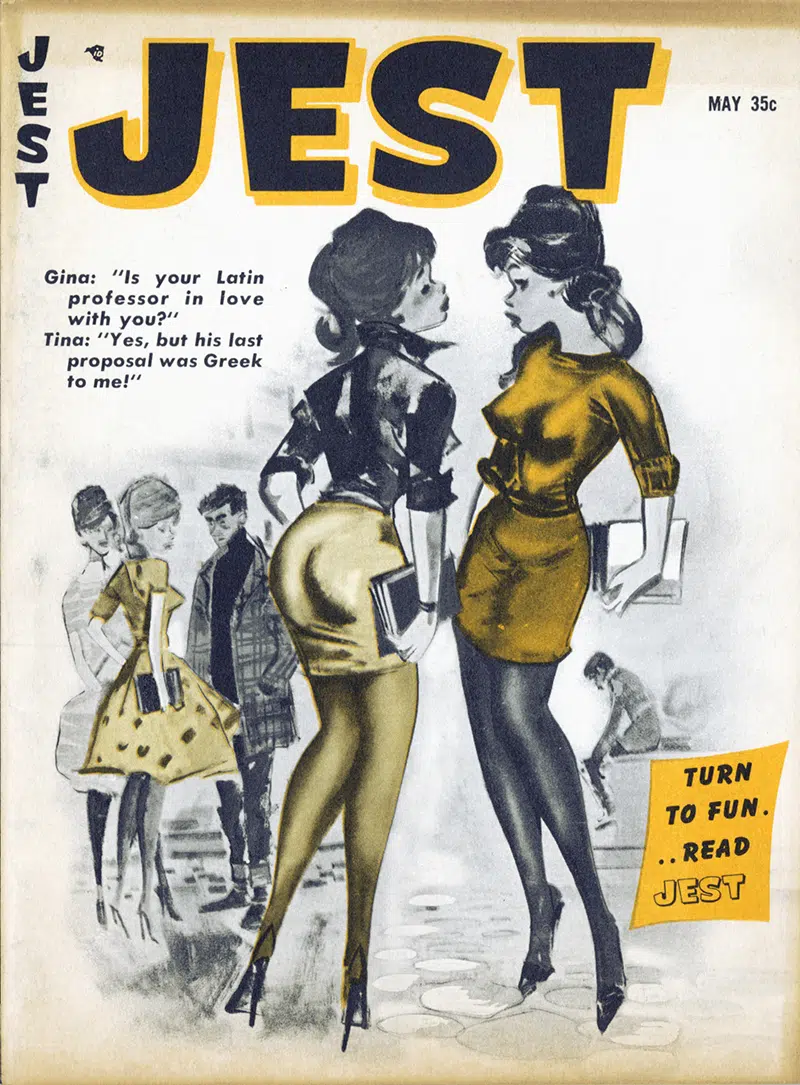 JEST
JEST
MAY 35c
Gina: "Is your Latin
professor in love
with you?"
Tina: "Yes, but his last
proposal was Greek
to me!"
TURN
TO FUN.
..READ
JEST